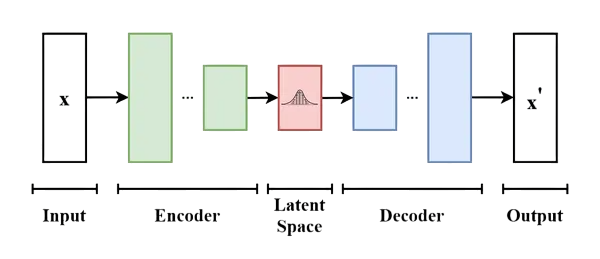 x
...
...
x'
Input
Encoder
Latent
Space
Decoder
Output